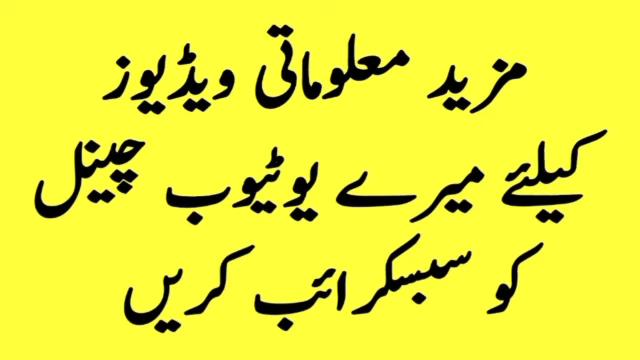 مزید معلوماتی ویڈیوز
کیلئے میرے یوٹیوب چینل
کو سبسکرائب کریں